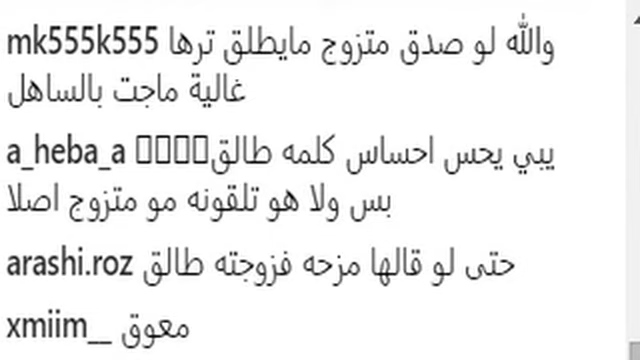 mk555k555 والله لو صدق متزوج مايطلق ترها
غالية ماجت بالساهل
a_heba_a يبي يحس احساس كلمه طالق
بس ولا هو تلقونه مو متزوج اصلا
arashi.roz حتى لو قالها مزحه فزوجته طالق
xmiim__ معوق